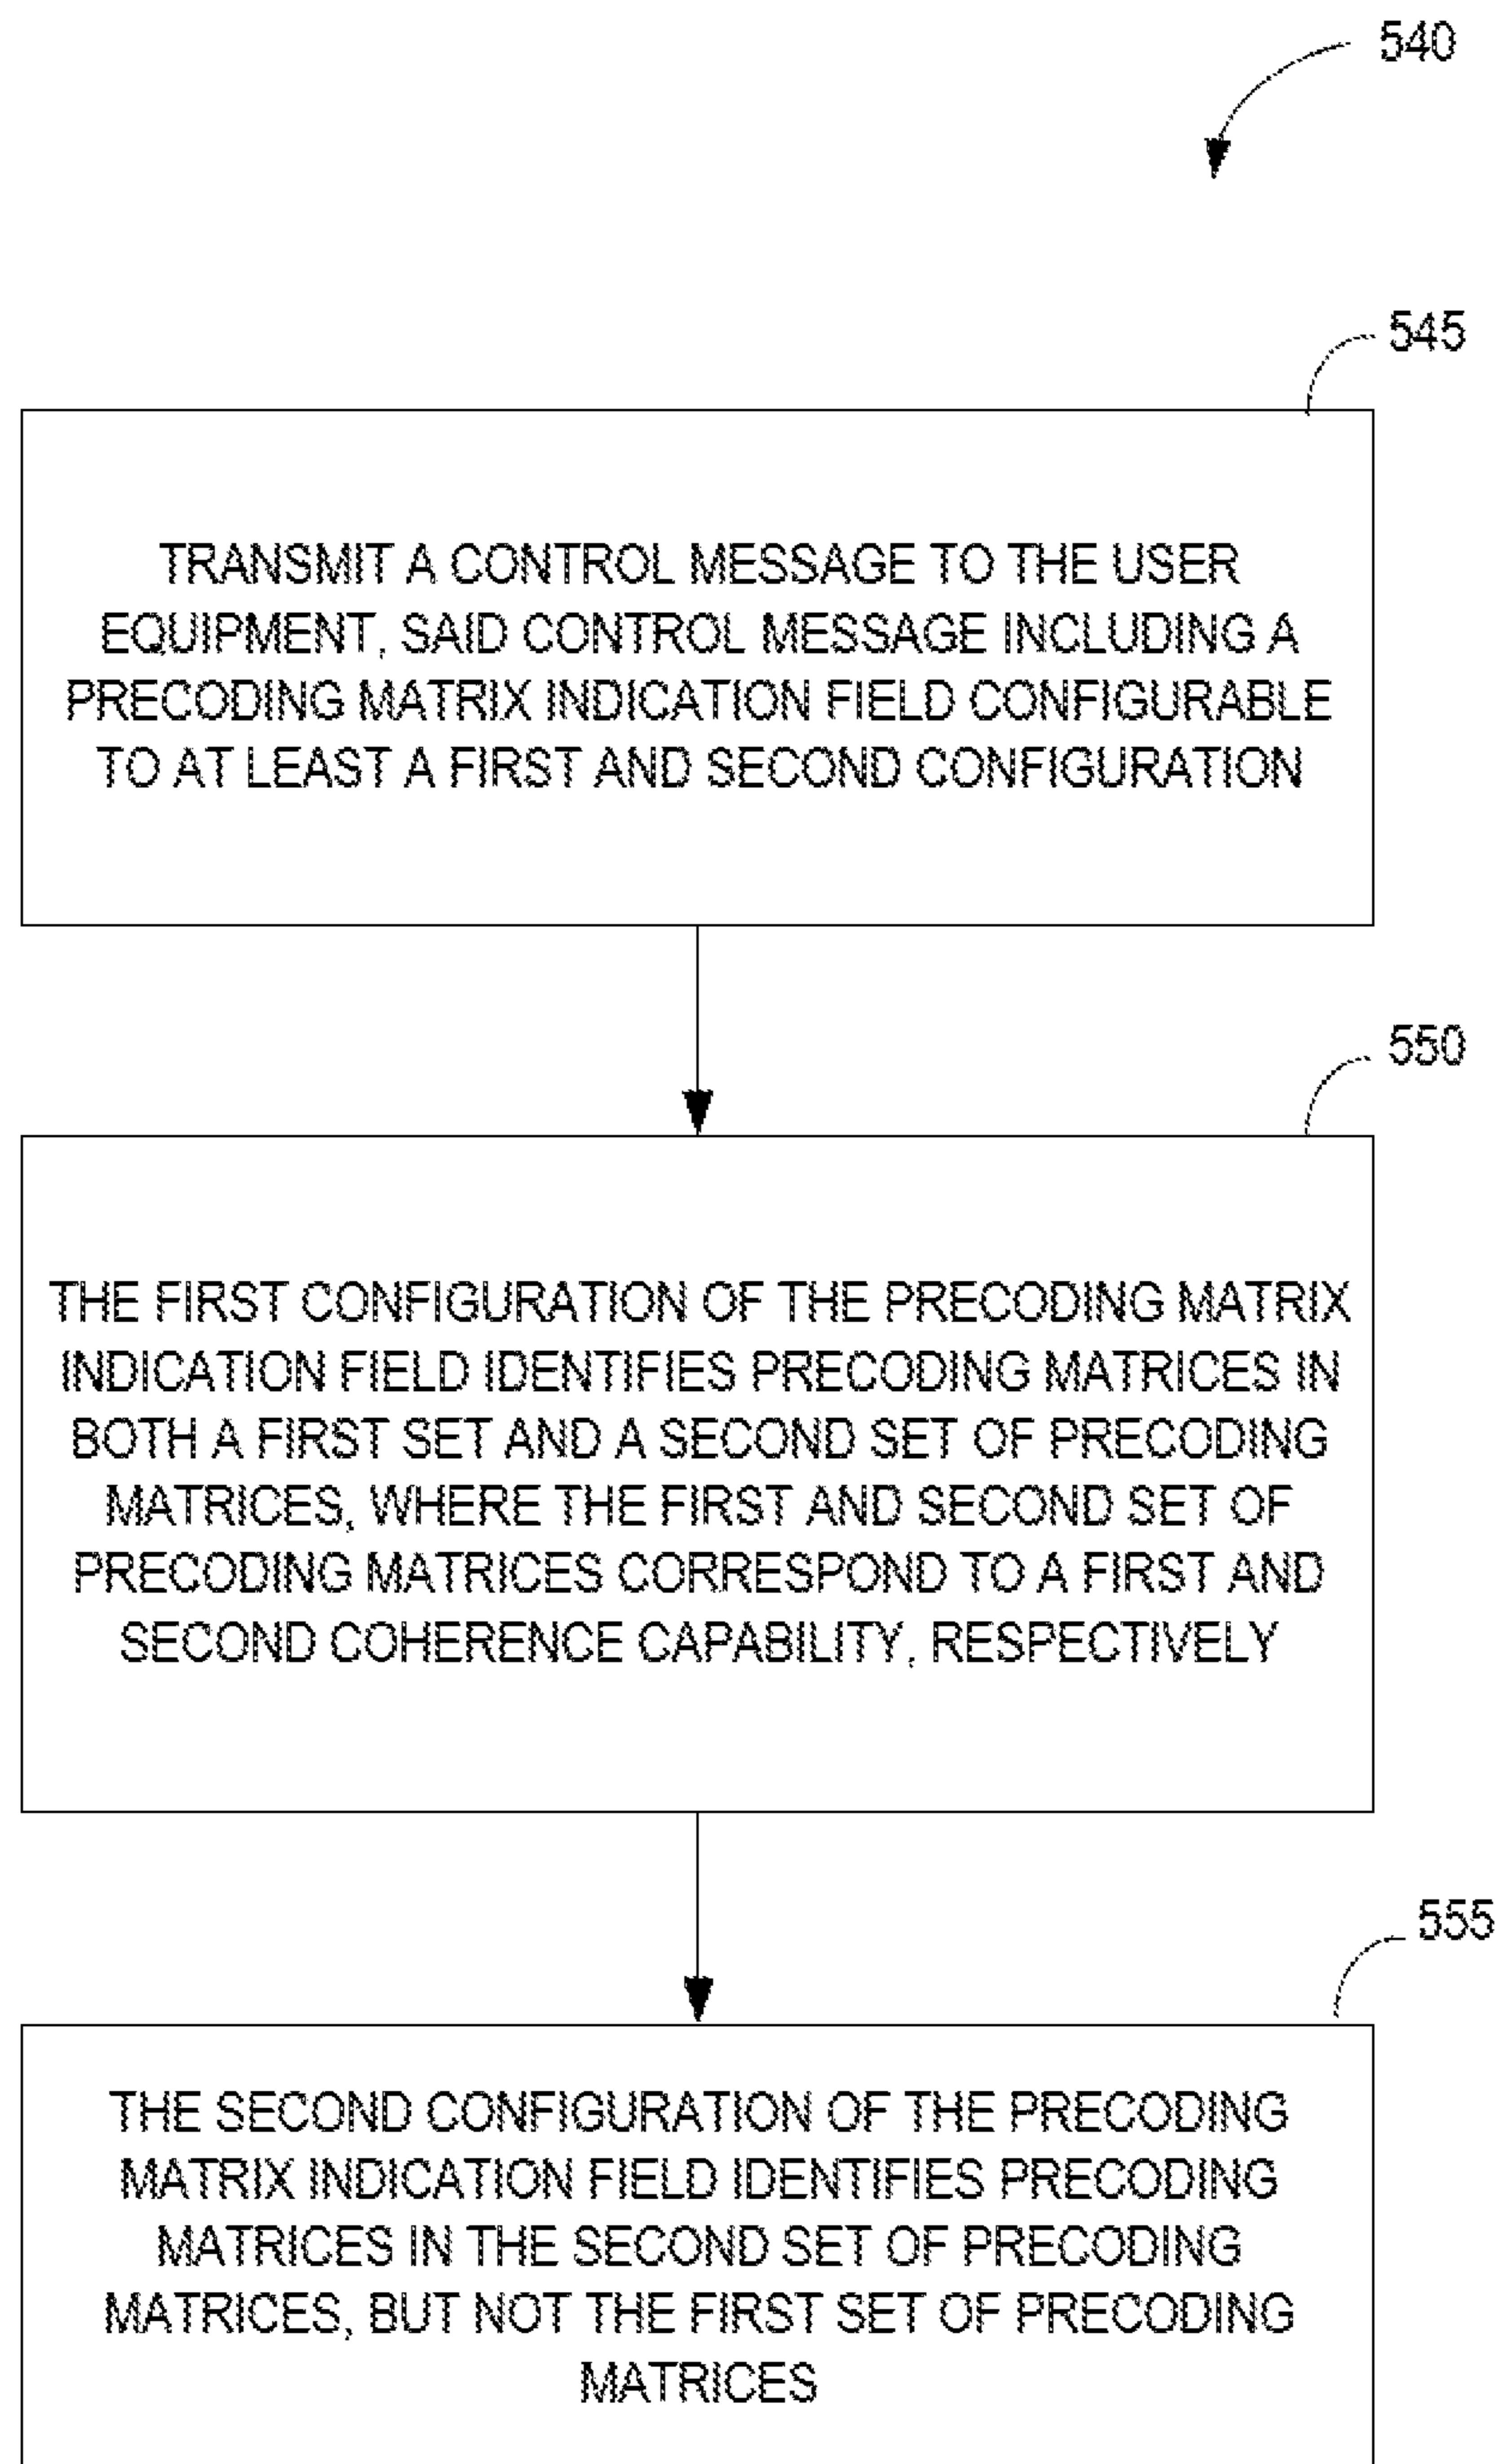 540
545
TRANSMIT A CONTROL MESSAGE TO THE USER
EQUIPMENT, SAID CONTROL MESSAGE INCLUDING A
PRECODING MATRIX INDICATION FIELD CONFIGURABLE
TO AT LEAST A FIRST AND SECOND CONFIGURATION
550
THE FIRST CONFIGURATION OF THE PRECODING MATRIX
INDICATION FIELD IDENTIFIES PRECODING MATRICES IN
BOTH A FIRST SET AND A SECOND SET OF PRECODING
MATRICES, WHERE THE FIRST AND SECOND SET OF
PRECODING MATRICES CORRESPOND TO A FIRST AND
SECOND COHERENCE CAPABILITY, RESPECTIVELY
555
THE SECOND CONFIGURATION OF THE PRECODING
MATRIX INDICATION FIELD IDENTIFIES PRECODING
MATRICES IN THE SECOND SET OF PRECODING
MATRICES, BUT NOT THE FIRST SET OF PRECODING
MATRICES